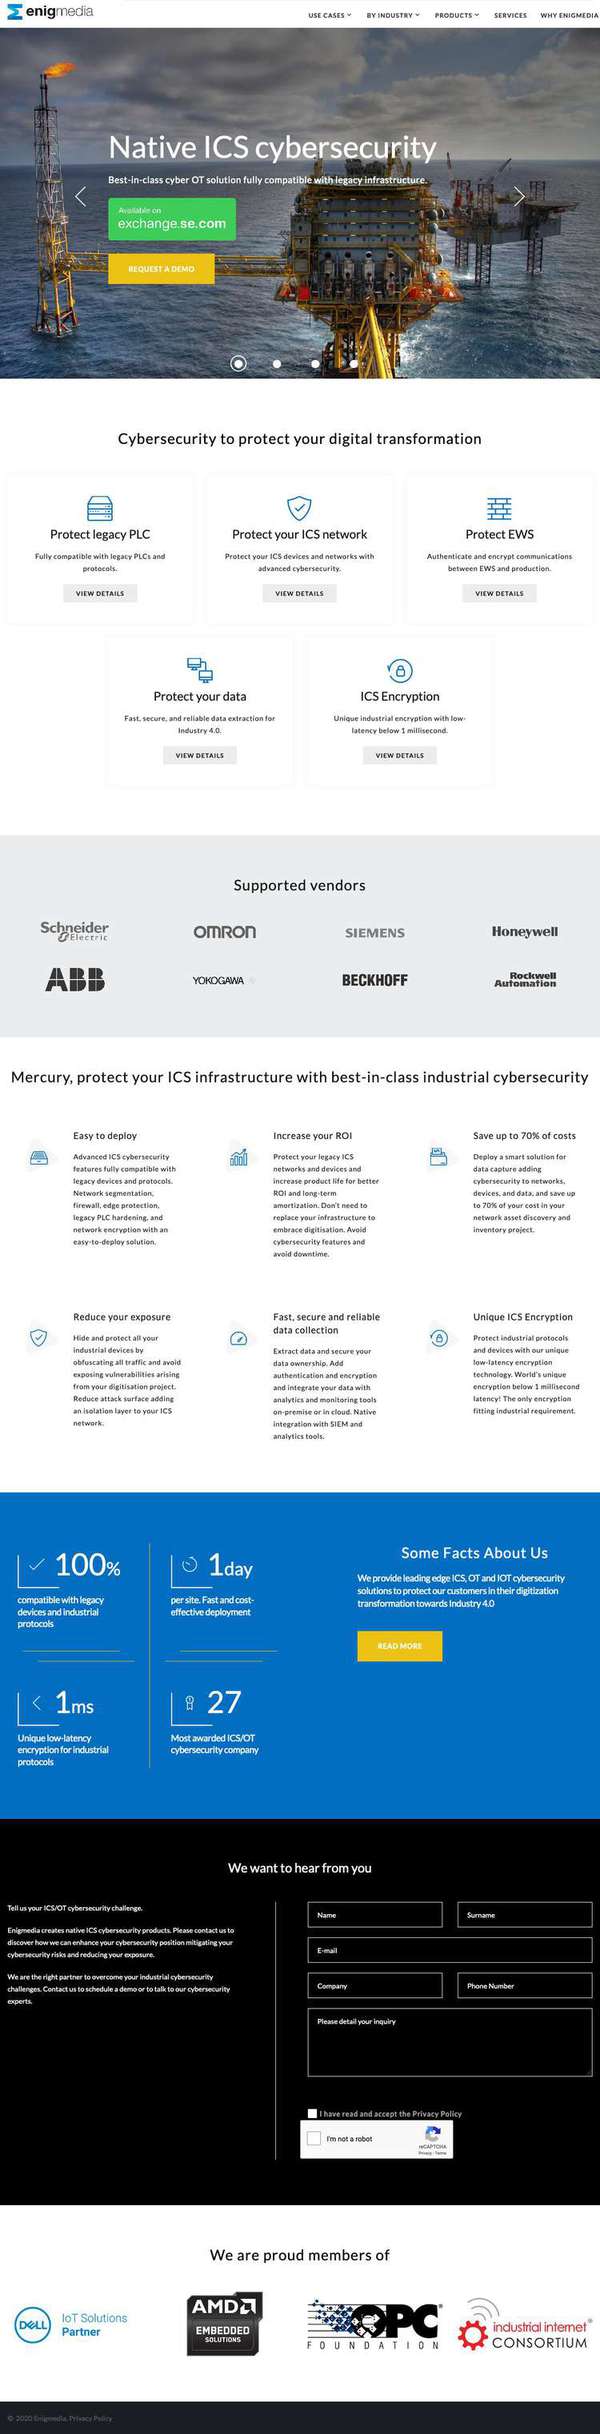 enigmedia
USE CASES BY INDUSTRY PRODUCTS SERVICES WHY ENIGMEDIA
Native ICS cybersecurity
Best-in-class cyber OT solution fully compatible with legacy infrastructure.
Available on
exchange.se.com
REQUEST A DEMO
Cybersecurity to protect your digital transformation
Protect legacy PLC
Fully compatible with legacy PLCs and
protocols.
VIEW DETAILS
Protect your ICS network
Protect your ICS devices and networks with
advanced cybersecurity.
VIEW DETAILS
Protect EWS
Authenticate and encrypt communications
between EWS and production.
VIEW DETAILS
Protect your data
Fast, secure, and reliable data extraction for
Industry 4.0.
VIEW DETAILS
ICS Encryption
Unique industrial encryption with low-
latency below 1 millisecond.
VIEW DETAILS
Supported vendors
Schneider
Electric
OMRON
SIEMENS
Honeywell
ABB
YOKOGAWA
BECKHOFF
Rockwell
Automation
Mercury, protect your ICS infrastructure with best-in-class industrial cybersecurity
Easy to deploy
Advanced ICS cybersecurity
features fully compatible with
legacy devices and protocols.
Network segmentation,
firewall, edge protection,
legacy PLC hardening, and
network encryption with an
easy-to-deploy solution.
Increase your ROI
Protect your legacy ICS
networks and devices and
increase product life for better
ROI and long-term
amortization. Don't need to
replace your infrastructure to
embrace digitisation. Avoid
cybersecurity features and
avoid downtime.
Save up to 70% of costs
Deploy a smart solution for
data capture adding
cybersecurity to networks,
devices, and data, and save up
to 70% of your cost in your
network asset discovery and
inventory project.
Reduce your exposure
Hide and protect all your
industrial devices by
obfuscating all traffic and avoid
exposing vulnerabilities arising
from your digitisation project.
Reduce attack surface adding
an isolation layer to your ICS
network.
Fast, secure and reliable
data collection
Extract data and secure your
data ownership. Add
authentication and encryption
and integrate your data with
analytics and monitoring tools
on-premise or in cloud. Native
integration with SIEM and
analytics tools.
Unique ICS Encryption
Protect industrial protocols
and devices with our unique
low-latency encryption
technology. World's unique
encryption below 1 millisecond
latency! The only encryption
fitting industrial requirement.
100%
compatible with legacy
devices and industrial
protocols
1day
per site. Fast and cost-
effective deployment
1ms
Unique low-latency
encryption for industrial
protocols
27
Most awarded ICS/OT
cybersecurity company
Some Facts About Us
We provide leading edge ICS, OT and IOT cybersecurity
solutions to protect our customers in their digitization
transformation towards Industry 4.0
READ MORE
We want to hear from you
Tell us your ICS/OT cybersecurity challenge.
Enigmedia creates native ICS cybersecurity products. Please contact us to
discover how we can enhance your cybersecurity position mitigating your
cybersecurity risks and reducing your exposure.
We are the right partner to overcome your industrial cybersecurity
challenges. Contact us to schedule a demo or to talk to our cybersecurity
experts.
Name
Surname
E-mail
Company
Phone Number
Please detail your inquiry
I have read and accept the Privacy Policy
I'm not a robot
reCAPTCHA
Privacy - Terms
We are proud members of
DELL
IoT Solutions
Partner
AMD
EMBEDDED
SOLUTIONS
OPC
FOUNDATION
industrial internet
CONSORTIUM
© 2020 Enigmedia. Privacy Policy